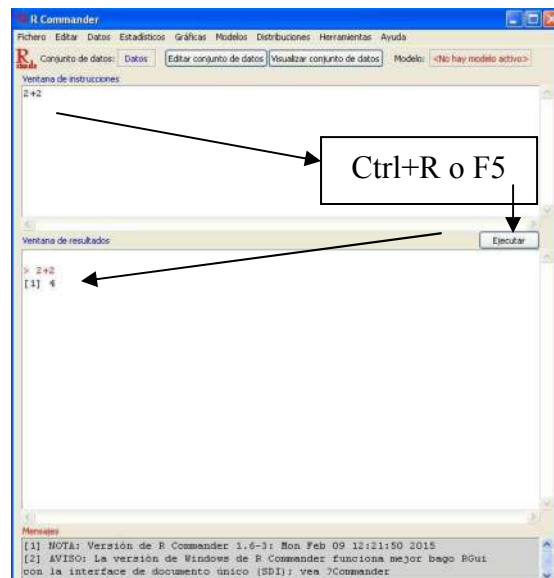 R Commander
Fichero Editar Datos Estadísticos Gráficas Modelos Distribuciones Herramientas Ayuda
R Conjunto de datos: Datos Editar conjunto de datos Visualizar conjunto de datos Modelo: <No hay modelo activo>
Ventana de instrucciones
2+2
Ctrl+R o F5
Ventana de resultados Ejecutar
> 2+2
[1] 4
Mensajes
[1] NOTA: Versión de R Commander 1.6-3: Mon Feb 09 12:21:50 2015
[2] AVISO: La versión de Windows de R Commander funciona mejor bago RGui
con la interface de documento único (SDI); vea ?Commander